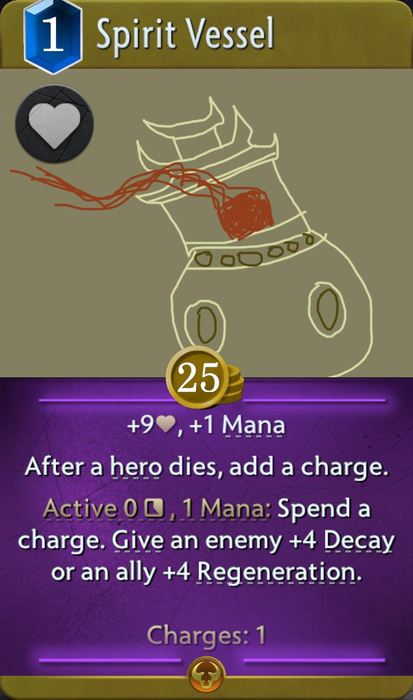 1 Spirit Vessel
25
+9, +1 Mana
After a hero dies, add a charge.
Active 0 , 1 Mana: Spend a
charge. Give an enemy +4 Decay
or an ally +4 Regeneration.
Charges: 1